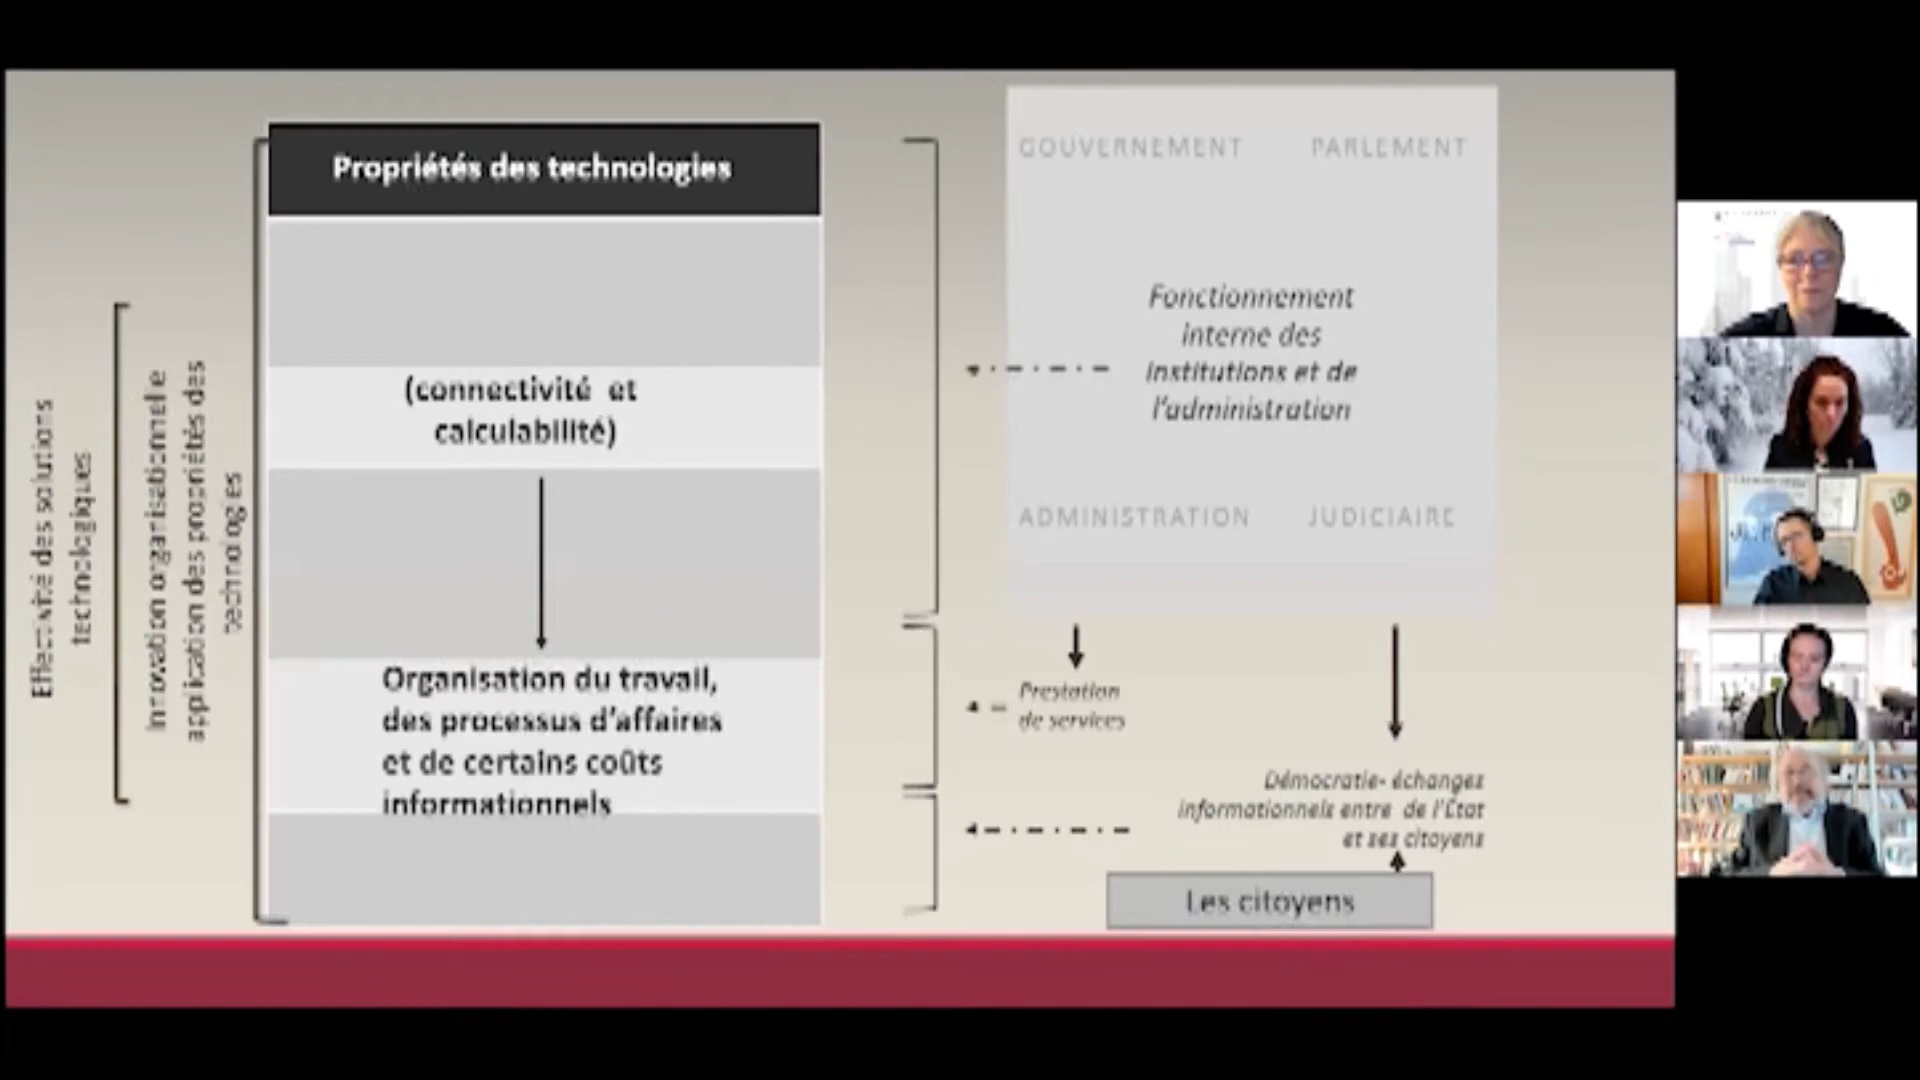 Effectivité des solutions
technologiques
Innovation organisationnelle
application des propriétés des
technologies
Propriétés des technologies
(connectivité et
calculabilité)
Organisation du travail,
des processus d'affaires
et de certains coûts
informationnels
GOUVERNEMENT
PARLEMENT
Fonctionnement
interne des
institutions et de
l'administration
ADMINISTRATION
JUDICIAIRE
Prestation
de services
Démocratie- échanges
informationnels entre de l'État
et ses citoyens
Les citoyens